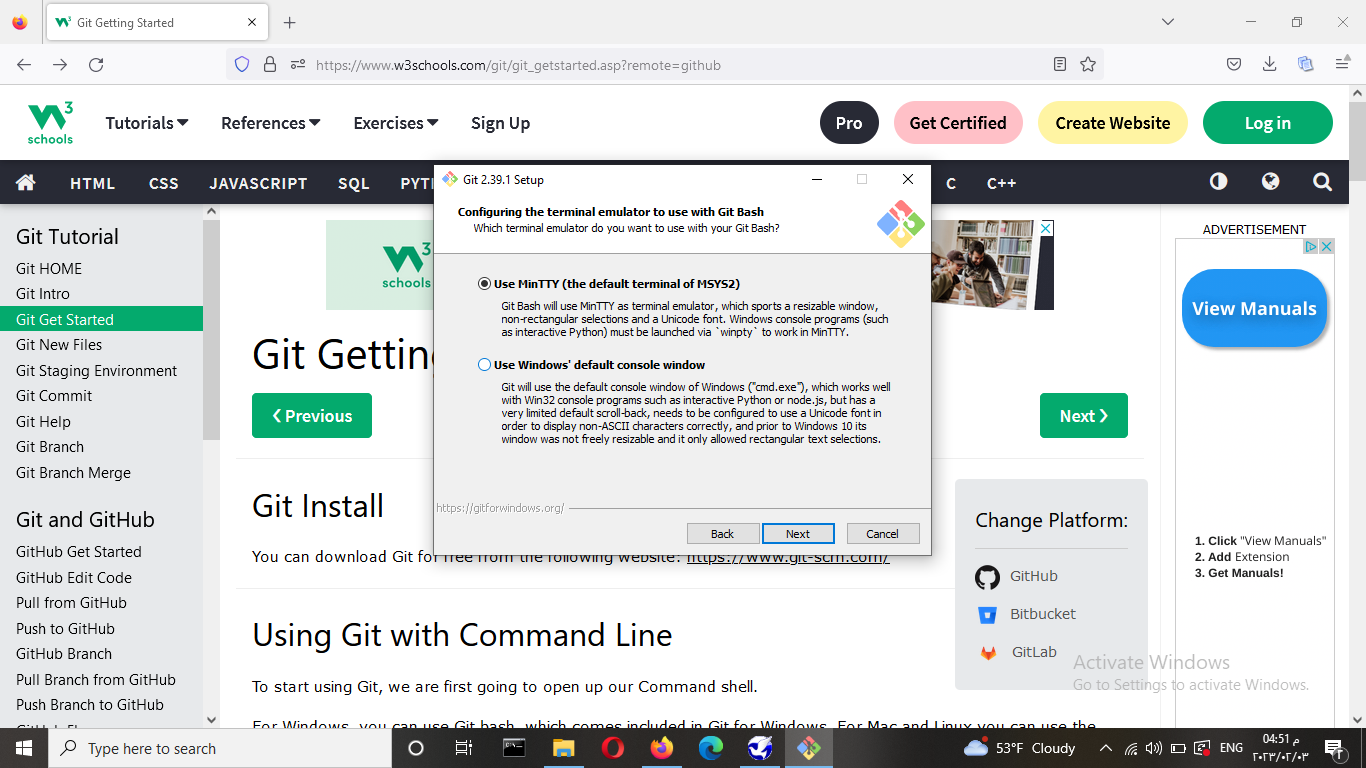 Git Getting Started
https://www.w3schools.com/git/git_getstarted.asp?remote=github
3
schools
Tutorials
References
Exercises
Sign Up
Pro
Get Certified
Create Website
Log in
HTML
CSS
JAVASCRIPT
SQL
PYT
C
C++
Git Tutorial
Git HOME
Git Intro
Git Get Started
Git New Files
Git Staging Environment
Git Commit
Git Help
Git Branch
Git Branch Merge
Git and GitHub
GitHub Get Started
GitHub Edit Code
Pull from GitHub
Push to GitHub
GitHub Branch
Pull Branch from GitHub
Push Branch to GitHub
3
schools
Git Getting
❮ Previous
Next ❯
Git Install
You can download Git for free from the following website: https://www.git-scm.com/
Using Git with Command Line
To start using Git, we are first going to open up our Command shell.
For Windows, you can use Git bash, which comes included in Git for Windows. For Mac and Linux you can use the
Git 2.39.1 Setup
Configuring the terminal emulator to use with Git Bash
Which terminal emulator do you want to use with your Git Bash?
Use MinTTY (the default terminal of MSYS2)
Git Bash will use MinTTY as terminal emulator, which sports a resizable window,
non-rectangular selections and a Unicode font. Windows console programs (such
as interactive Python) must be launched via `winpty` to work in MinTTY.
Use Windows' default console window
Git will use the default console window of Windows ("cmd.exe"), which works well
with Win32 console programs such as interactive Python or node.js, but has a
very limited default scroll-back, needs to be configured to use a Unicode font in
order to display non-ASCII characters correctly, and prior to Windows 10 its
window was not freely resizable and it only allowed rectangular text selections.
https://gitforwindows.org/
Back
Next
Cancel
Change Platform:
GitHub
Bitbucket
GitLab
ADVERTISEMENT
View Manuals
1. Click "View Manuals"
2. Add Extension
3. Get Manuals!
Activate Windows
Go to Settings to activate Windows.
Type here to search
53°F Cloudy
ENG
04:51 م
٢٠٢٣/٠٢/٠٣
٢